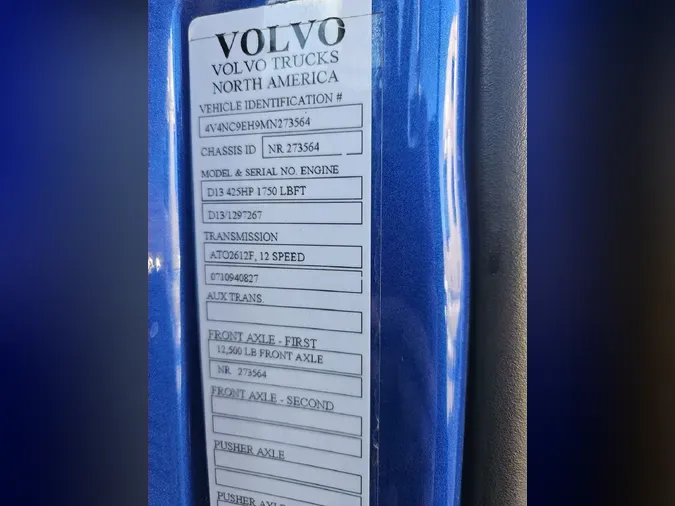 VOLVO
VOLVO TRUCKS
NORTH AMERICA
VEHICLE IDENTIFICATION #
4V4NC9EH9MN273564
CHASSIS ID NR 273564
MODEL & SERIAL NO. ENGINE
D13 425HP 1750 LBFT
D13/1297267
TRANSMISSION
ATO2612F, 12 SPEED
0710940827
AUX TRANS.
FRONT AXLE - FIRST
12,500 LB FRONT AXLE
NR 273564
FRONT AXLE - SECOND
PUSHER AXLE
PUSHER AXLE